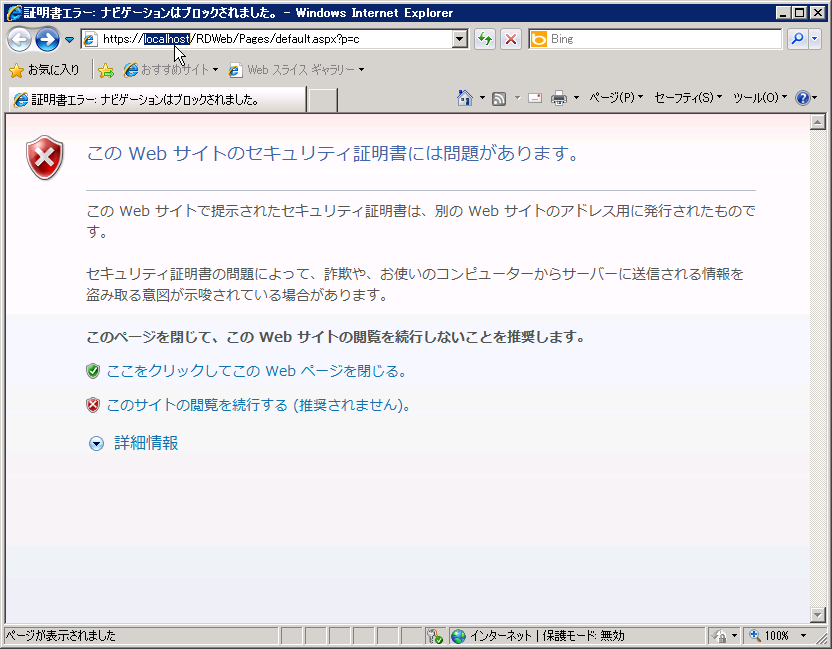 証明書エラー: ナビゲーションはブロックされました。 - Windows Internet Explorer
https://localhost/RDWeb/Pages/default.aspx?p=c
Bing
お気に入り おすすめサイト Web スライス ギャラリー
証明書エラー: ナビゲーションはブロックされました。
ページ(P) セーフティ(S) ツール(O)
この Web サイトのセキュリティ証明書には問題があります。
この Web サイトで提示されたセキュリティ証明書は、別の Web サイトのアドレス用に発行されたもので
す。
セキュリティ証明書の問題によって、詐欺や、お使いのコンピューターからサーバーに送信される情報を
盗み取る意図が示唆されている場合があります。
このページを閉じて、この Web サイトの閲覧を続行しないことを推奨します。
ここをクリックしてこの Web ページを閉じる。
このサイトの閲覧を続行する (推奨されません)。
詳細情報
ページが表示されました
インターネット | 保護モード: 無効
100%